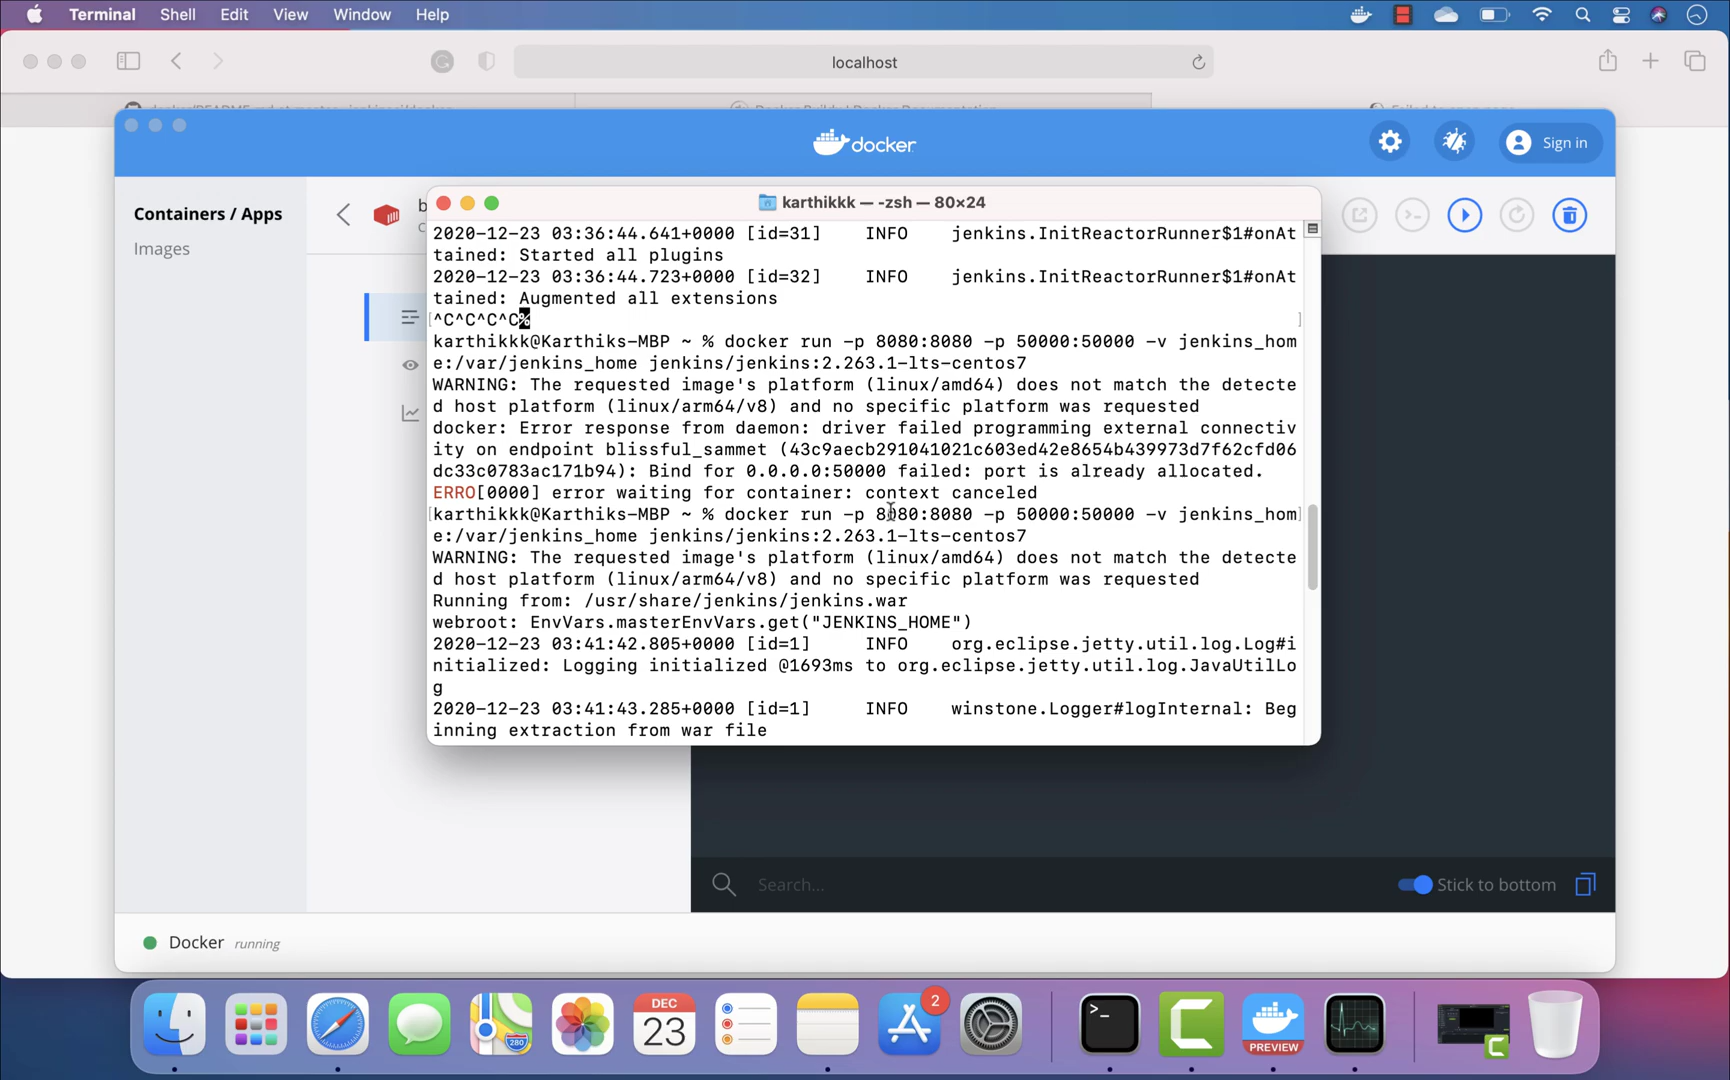 Terminal Shell Edit View Window Help
localhost
docker
Sign in
Containers / Apps
Images
karthikkk — -zsh — 80×24
2020-12-23 03:36:44.641+0000 [id=31] INFO jenkins.InitReactorRunner$1#onAt
tained: Started all plugins
2020-12-23 03:36:44.723+0000 [id=32] INFO jenkins.InitReactorRunner$1#onAt
tained: Augmented all extensions
^C^C^C^C%
karthikkk@Karthiks-MBP ~ % docker run -p 8080:8080 -p 50000:50000 -v jenkins_hom
e:/var/jenkins_home jenkins/jenkins:2.263.1-lts-centos7
WARNING: The requested image's platform (linux/amd64) does not match the detecte
d host platform (linux/arm64/v8) and no specific platform was requested
docker: Error response from daemon: driver failed programming external connectiv
ity on endpoint blissful_sammet (43c9aecb291041021c603ed42e8654b439973d7f62cfd06
dc33c0783ac171b94): Bind for 0.0.0.0:50000 failed: port is already allocated.
ERRO[0000] error waiting for container: context canceled
karthikkk@Karthiks-MBP ~ % docker run -p 8080:8080 -p 50000:50000 -v jenkins_hom
e:/var/jenkins_home jenkins/jenkins:2.263.1-lts-centos7
WARNING: The requested image's platform (linux/amd64) does not match the detecte
d host platform (linux/arm64/v8) and no specific platform was requested
Running from: /usr/share/jenkins/jenkins.war
webroot: EnvVars.masterEnvVars.get("JENKINS_HOME")
2020-12-23 03:41:42.805+0000 [id=1] INFO org.eclipse.jetty.util.log.Log#i
nitialized: Logging initialized @1693ms to org.eclipse.jetty.util.log.JavaUtilLo
g
2020-12-23 03:41:43.285+0000 [id=1] INFO winstone.Logger#logInternal: Beg
inning extraction from war file
Search...
Stick to bottom
Docker running
DEC
23
280
2
>_
PREVIEW